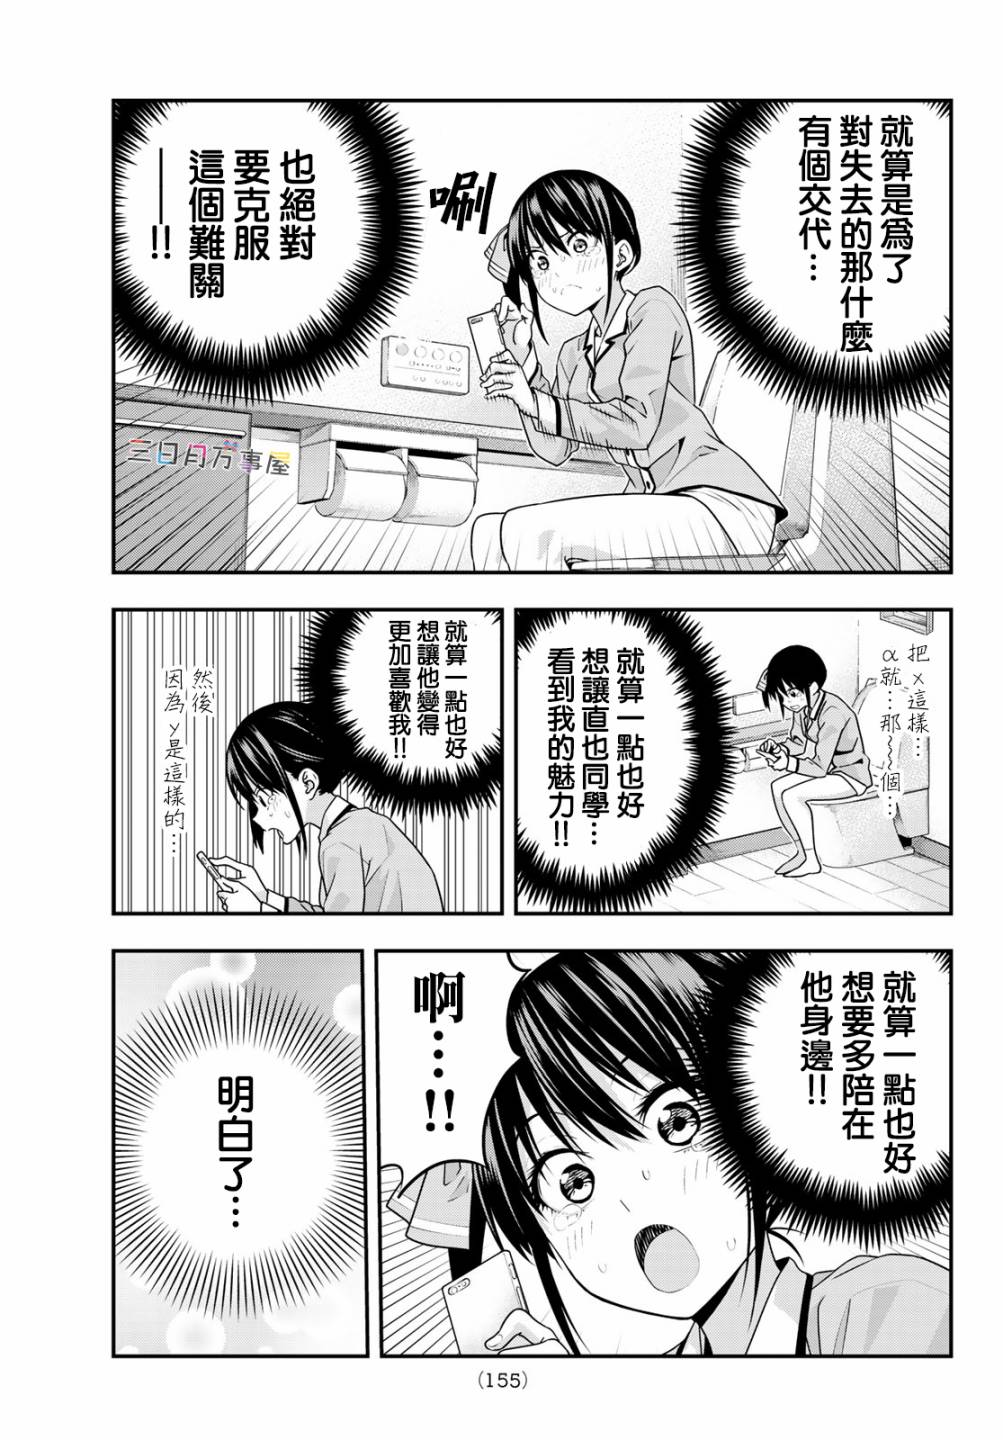 就算是為了
對失去的那什麼
有個交代…
唰
也絕對
要克服
這個難關
——!!
三日月万事屋
把x這樣…
α就…那~~個…
就算一點也好
想讓直也同學…
看到我的魅力!!
就算一點也好
想讓他變得
更加喜歡我!!
然後
因為y是這樣的…
就算一點也好
想要多陪在
他身邊!!
啊…!!
明白了…
(155)